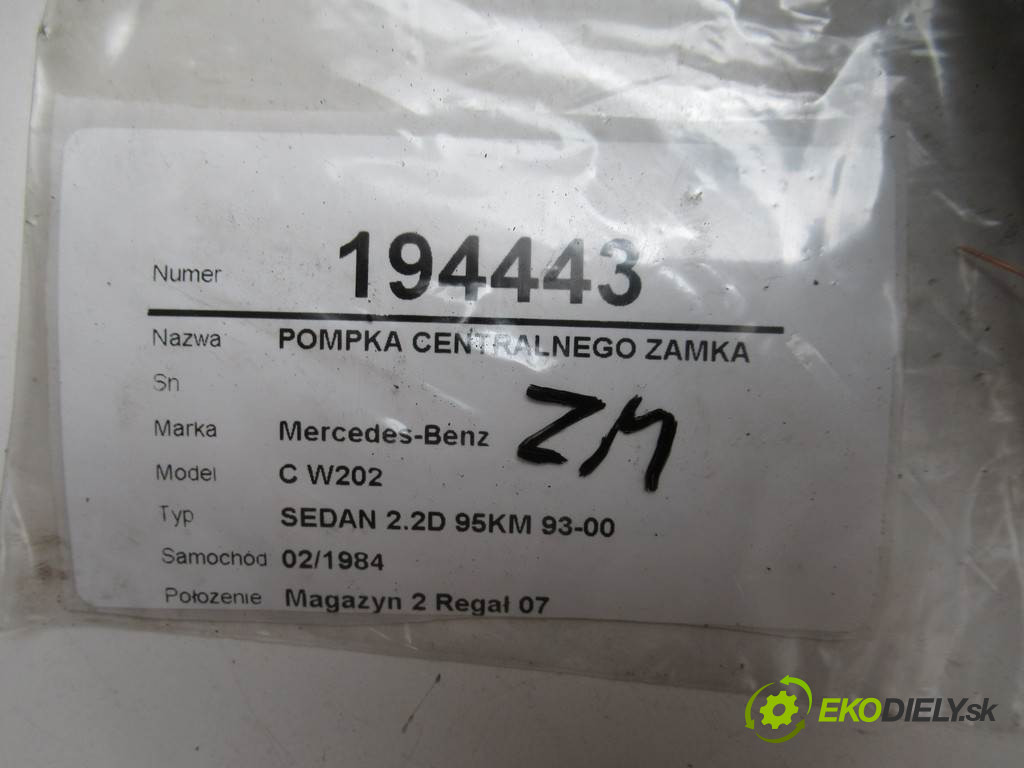 Numer 194443
Nazwa POMPKA CENTRALNEGO ZAMKA
Sn
Marka Mercedes-Benz ZM
Model C W202
Typ SEDAN 2.2D 95KM 93-00
Samochód 02/1984
Położenie Magazyn 2 Regał 07
EKODIELY.sk